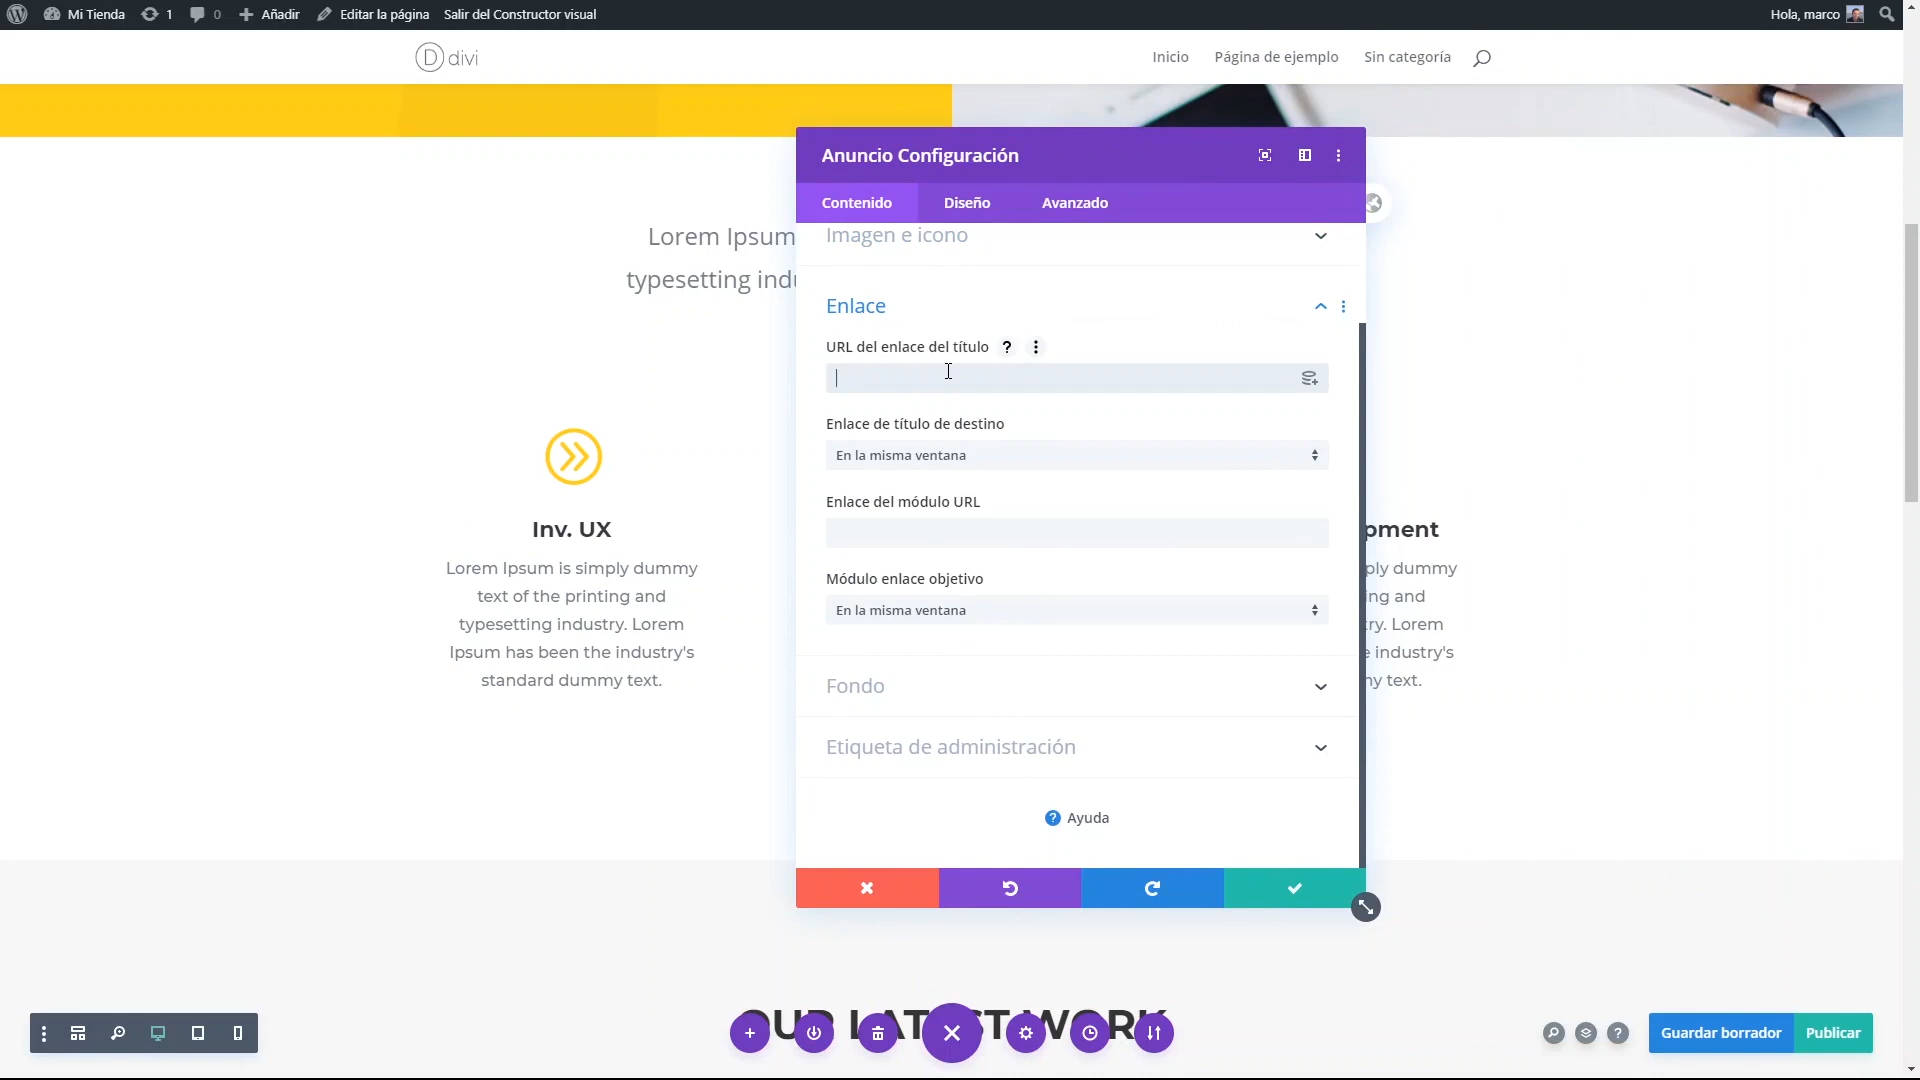 Mi Tienda 1 0 Añadir Editar la página Salir del Constructor visual Hola, marco
divi Inicio Página de ejemplo Sin categoría
Anuncio Configuración
Contenido Diseño Avanzado
Lorem Ipsum
typesetting indu
Imagen e icono
Enlace
URL del enlace del título ?
Enlace de título de destino
En la misma ventana
Enlace del módulo URL
Módulo enlace objetivo
En la misma ventana
Fondo
Etiqueta de administración
? Ayuda
Inv. UX
Lorem Ipsum is simply dummy
text of the printing and
typesetting industry. Lorem
Ipsum has been the industry's
standard dummy text.
pment
ply dummy
ing and
try. Lorem
e industry's
ny text.
OUR LATEST WORK
? Guardar borrador Publicar